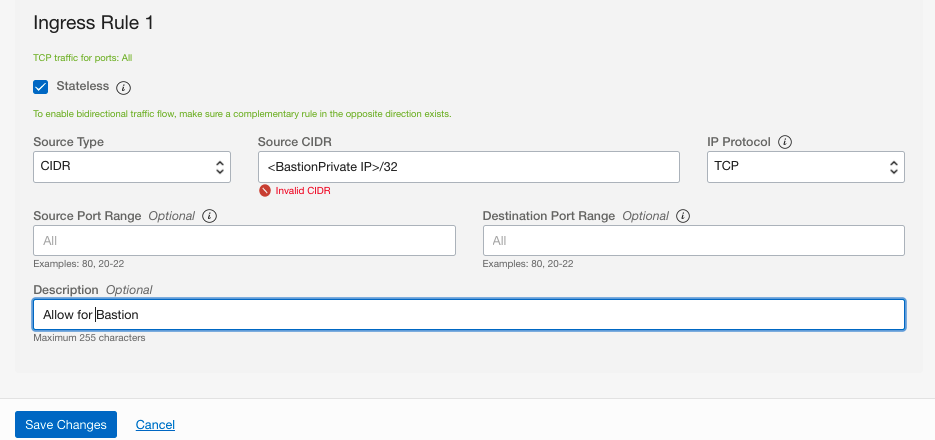 Ingress Rule 1
TCP traffic for ports: All
Stateless i
To enable bidirectional traffic flow, make sure a complementary rule in the opposite direction exists.
Source Type Source CIDR IP Protocol i
CIDR <BastionPrivate IP>/32 TCP
Invalid CIDR
Source Port Range Optional i Destination Port Range Optional i
All All
Examples: 80, 20-22 Examples: 80, 20-22
Description Optional
Allow for Bastion
Maximum 255 characters
Save Changes Cancel